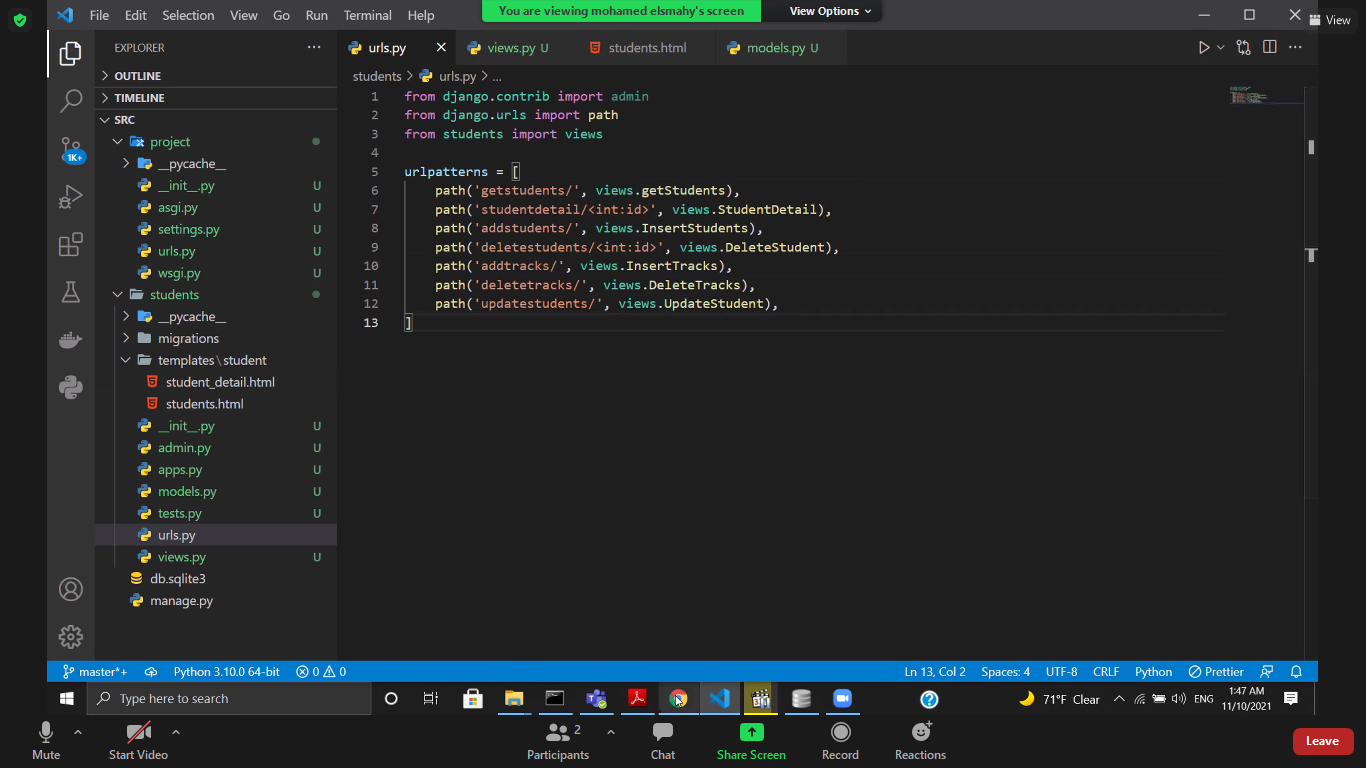 You are viewing mohamed elsmahy's screen
View Options
View
File Edit Selection View Go Run Terminal Help
EXPLORER
urls.py
views.py U
students.html
models.py U
OUTLINE
TIMELINE
SRC
project
__pycache__
__init__.py U
asgi.py U
settings.py U
urls.py U
wsgi.py U
students
__pycache__
migrations
templates\student
student_detail.html
students.html
__init__.py U
admin.py U
apps.py U
models.py U
tests.py U
urls.py
views.py U
db.sqlite3
manage.py
1K+
students > urls.py > ...
1 from django.contrib import admin
2 from django.urls import path
3 from students import views
4
5 urlpatterns = [
6 path('getstudents/', views.getStudents),
7 path('studentdetail/<int:id>', views.StudentDetail),
8 path('addstudents/', views.InsertStudents),
9 path('deletestudents/<int:id>', views.DeleteStudent),
10 path('addtracks/', views.InsertTracks),
11 path('deletetracks/', views.DeleteTracks),
12 path('updatestudents/', views.UpdateStudent),
13 ]
master*+ Python 3.10.0 64-bit 0 0 Ln 13, Col 2 Spaces: 4 UTF-8 CRLF Python Prettier
Type here to search
71°F Clear
ENG
1:47 AM
11/10/2021
Mute
Start Video
Participants 2
Chat
Share Screen
Record
Reactions
Leave